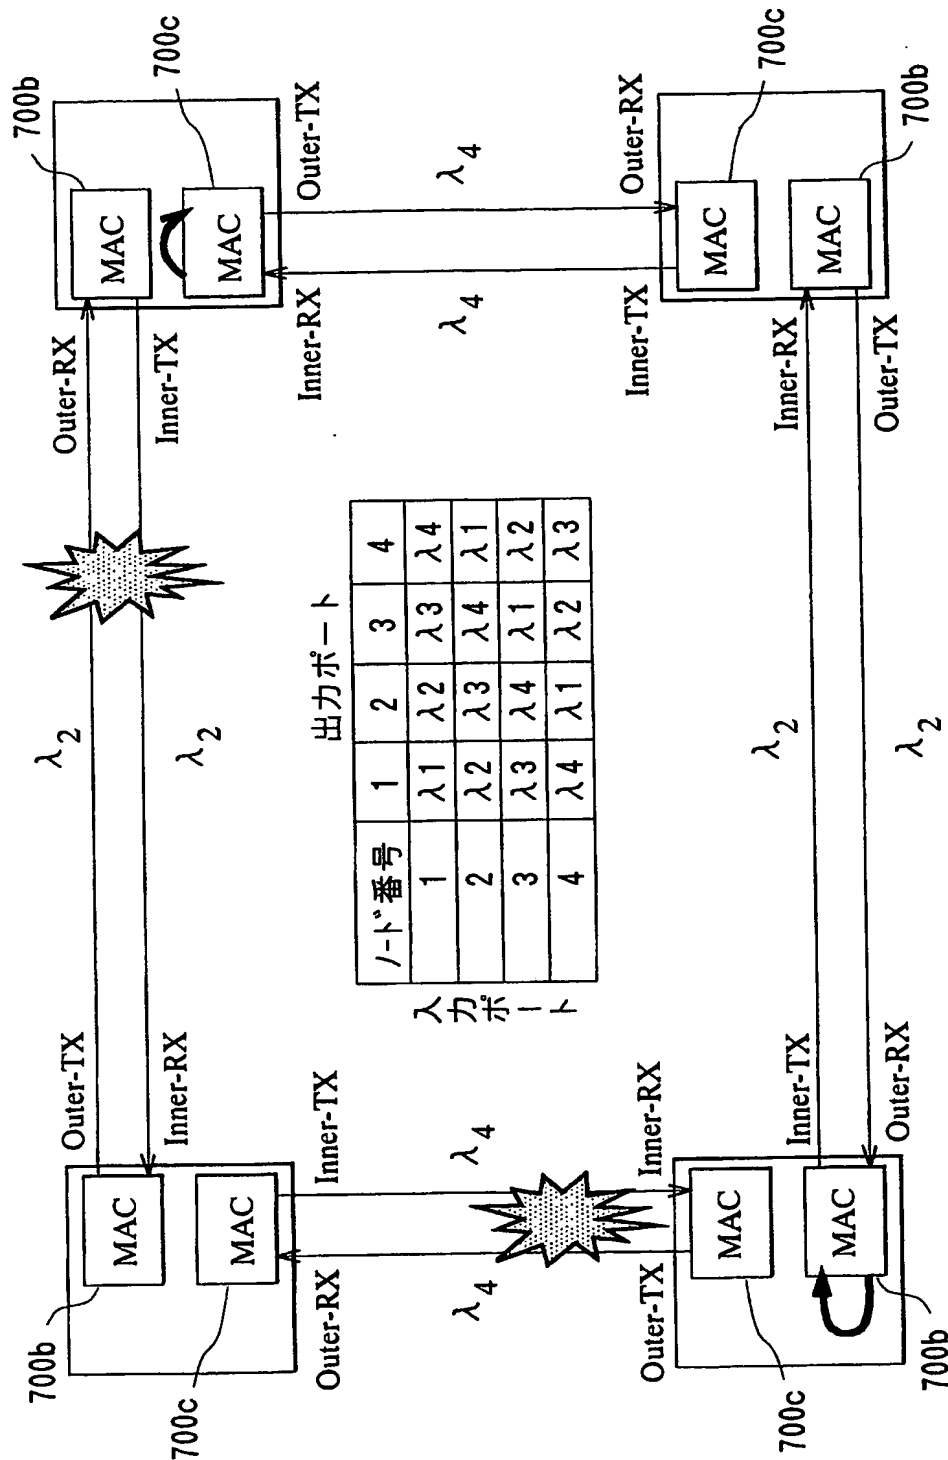 700b
λ2
700b
Outer-TX
Outer-RX
MAC
MAC
Inner-RX
λ2
Inner-TX
700c
700c
MAC
MAC
Outer-RX
Inner-TX
Inner-RX
Outer-TX
λ4
λ4
λ4
λ4
出力ポート
ノード番号 1 2 3 4
入力ポート
1 λ1 λ2 λ3 λ4
2 λ2 λ3 λ4 λ1
3 λ3 λ4 λ1 λ2
4 λ4 λ1 λ2 λ3
Outer-TX
Inner-RX
Inner-TX
Outer-RX
MAC
MAC
700c
700c
λ2
Inner-TX
Inner-RX
MAC
MAC
Outer-RX
λ2
Outer-TX
700b
700b